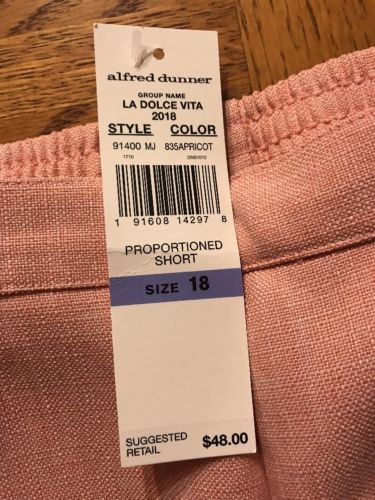 alfred dunner
GROUP NAME
LA DOLCE VITA
2018
STYLE COLOR
91400 MJ 835APRICOT
1710 DNB1012
1 91608 14297 8
PROPORTIONED
SHORT
SIZE 18
SUGGESTED
RETAIL $48.00